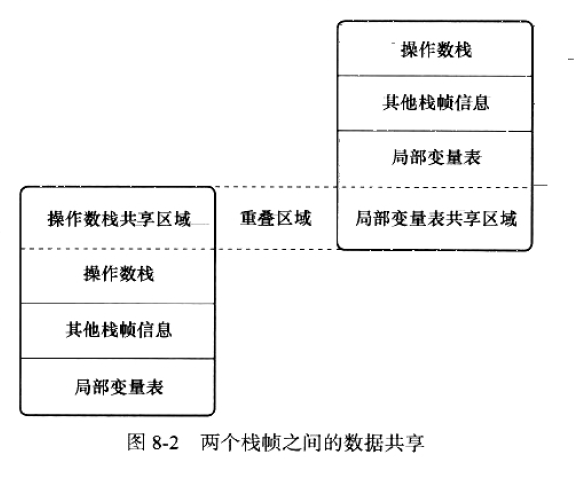 操作数栈
其他栈帧信息
局部变量表
操作数栈共享区域
重叠区域
局部变量表共享区域
操作数栈
其他栈帧信息
局部变量表
图 8-2 两个栈帧之间的数据共享